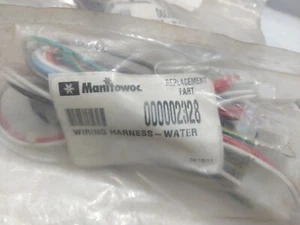 Manitowoc
REPLACEMENT
PART
000002328
WIRING HARNESS-WATER